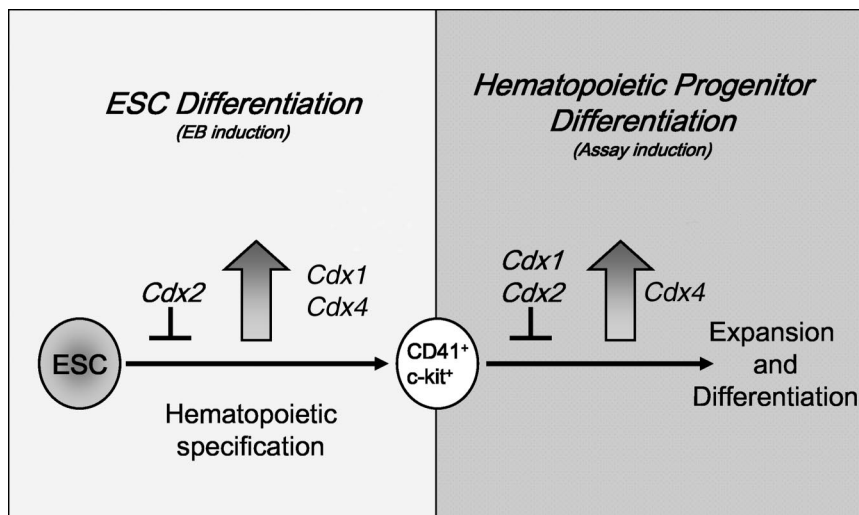 ESC Differentiation
(EB induction)
Hematopoietic Progenitor
Differentiation
(Assay induction)
Cdx2
Cdx1
Cdx4
Cdx1
Cdx2
Cdx4
ESC
CD41+
c-kit+
Hematopoietic
specification
Expansion
and
Differentiation